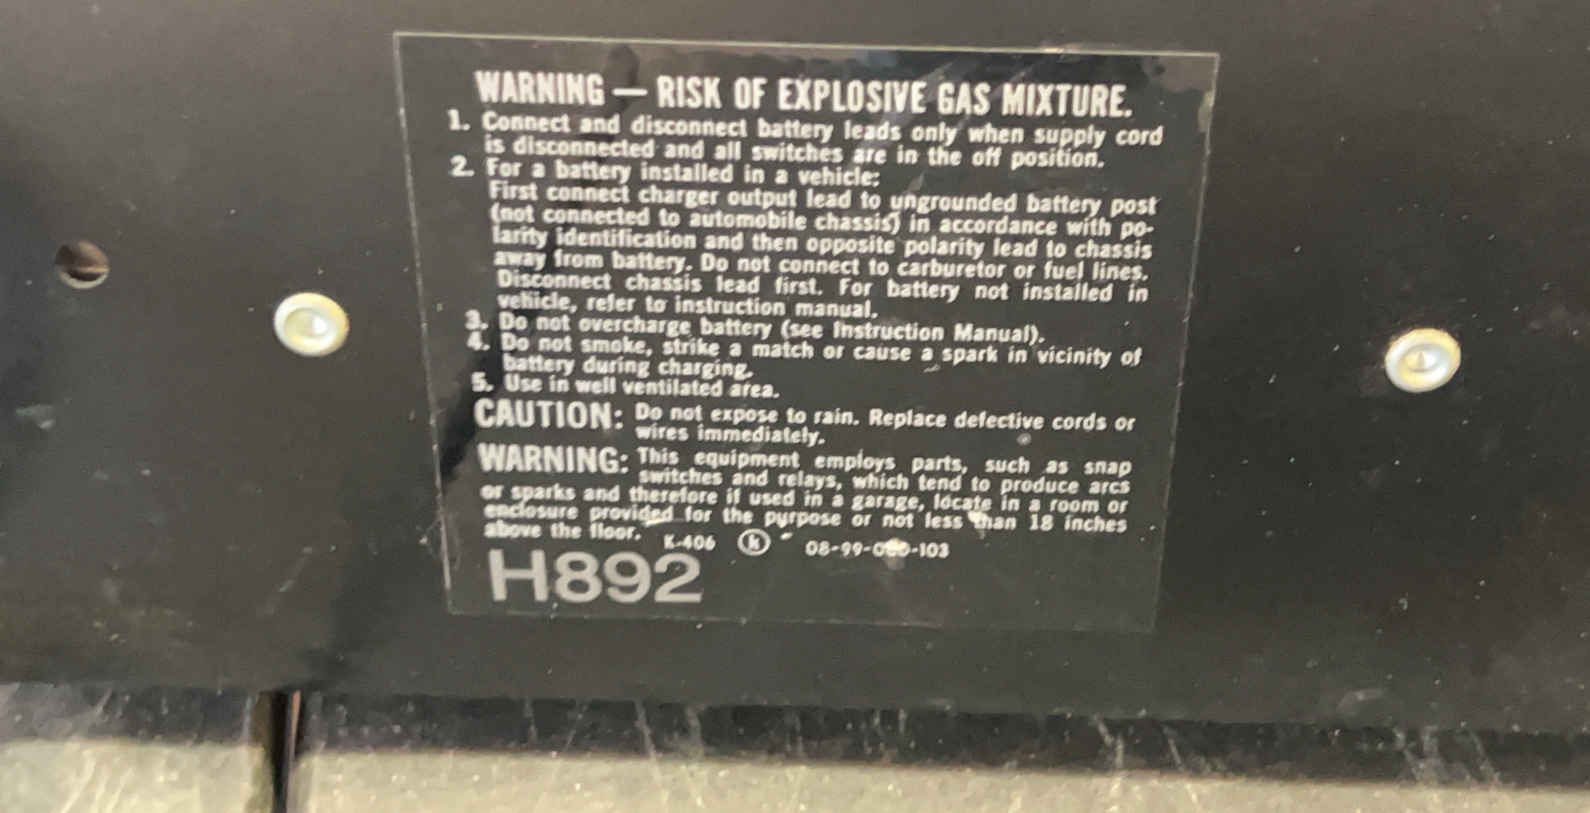 WARNING — RISK OF EXPLOSIVE GAS MIXTURE.
1. Connect and disconnect battery leads only when supply cord
is disconnected and all switches are in the off position.
2. For a battery installed in a vehicle:
First connect charger output lead to ungrounded battery post
(not connected to automobile chassis) in accordance with po-
larity identification and then opposite polarity lead to chassis
away from battery. Do not connect to carburetor or fuel lines.
Disconnect chassis lead first. For battery not installed in
vehicle, refer to instruction manual.
3. Do not overcharge battery (see Instruction Manual).
4. Do not smoke, strike a match or cause a spark in vicinity of
battery during charging.
5. Use in well ventilated area.
CAUTION: Do not expose to rain. Replace defective cords or
wires immediately.
WARNING: This equipment employs parts, such as snap
switches and relays, which tend to produce arcs
or sparks and therefore if used in a garage, locate in a room or
enclosure provided for the purpose or not less than 18 inches
above the floor. K-406 k
H892